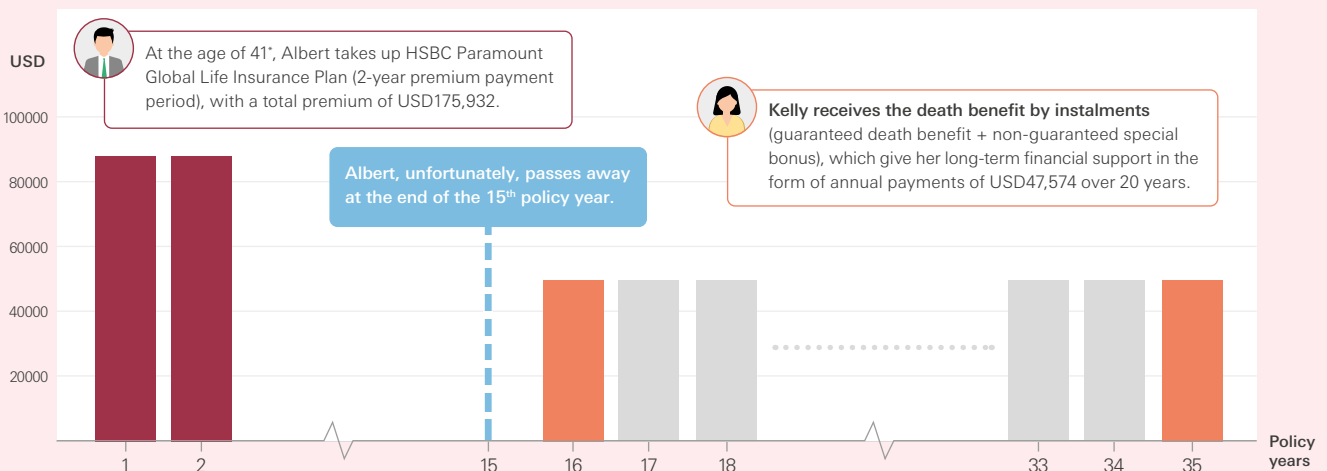 USD
At the age of 41*, Albert takes up HSBC Paramount
Global Life Insurance Plan (2-year premium payment
period), with a total premium of USD175,932.
Kelly receives the death benefit by instalments
(guaranteed death benefit + non-guaranteed special
bonus), which give her long-term financial support in the
form of annual payments of USD47,574 over 20 years.
Albert, unfortunately, passes away
at the end of the 15th policy year.
100000
80000
60000
40000
20000
1 2 15 16 17 18 33 34 35
Policy
years